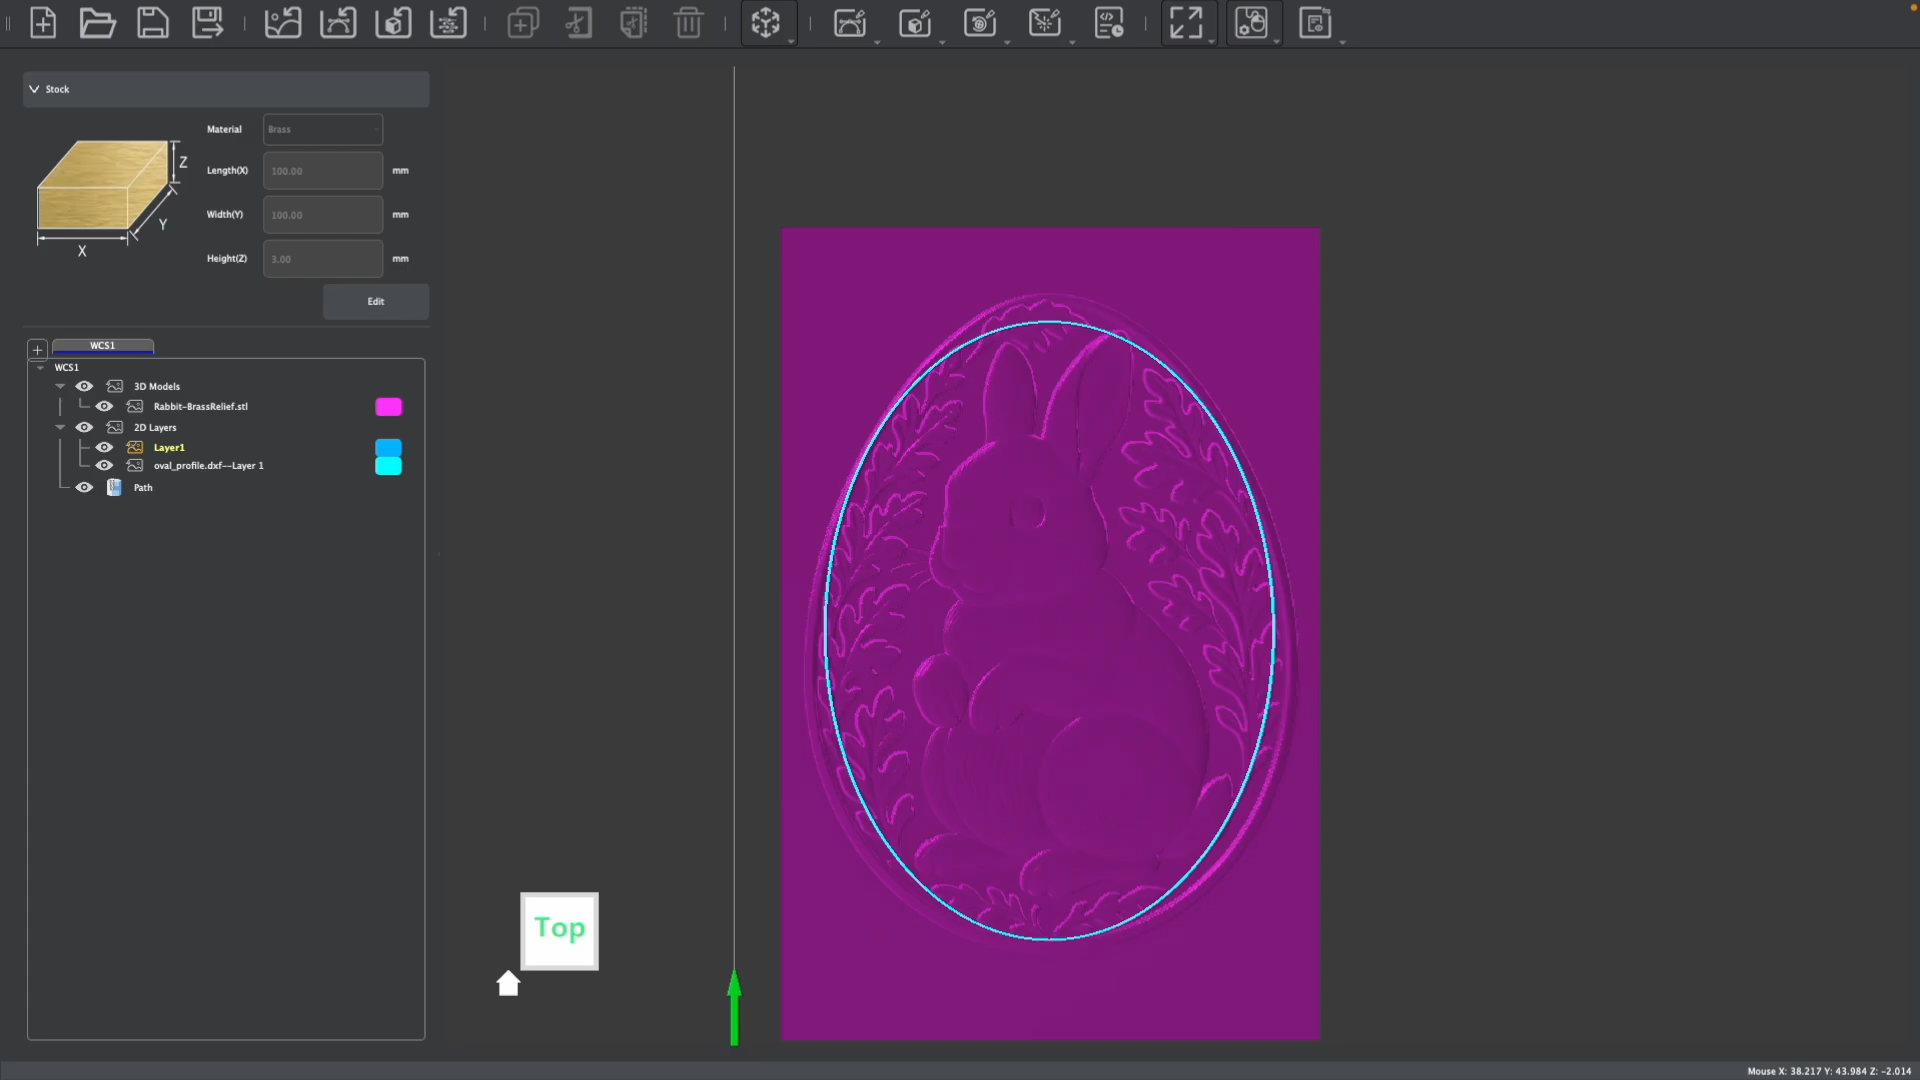 Stock
Material Brass
Length(X) 100.00 mm
Width(Y) 100.00 mm
Height(Z) 3.00 mm
Z
Y
X
Edit
+ WCS1
WCS1
3D Models
Rabbit-BrassRelief.stl
2D Layers
Layer1
oval_profile.dxf--Layer 1
Path
Top
Mouse X: 38.217 Y: 43.984 Z: -2.014